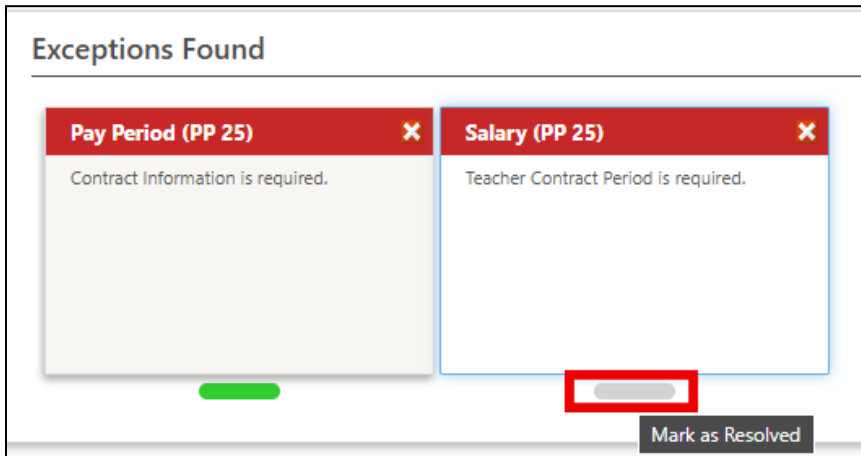 Exceptions Found
Pay Period (PP 25)
Contract Information is required.
Salary (PP 25)
Teacher Contract Period is required.
Mark as Resolved